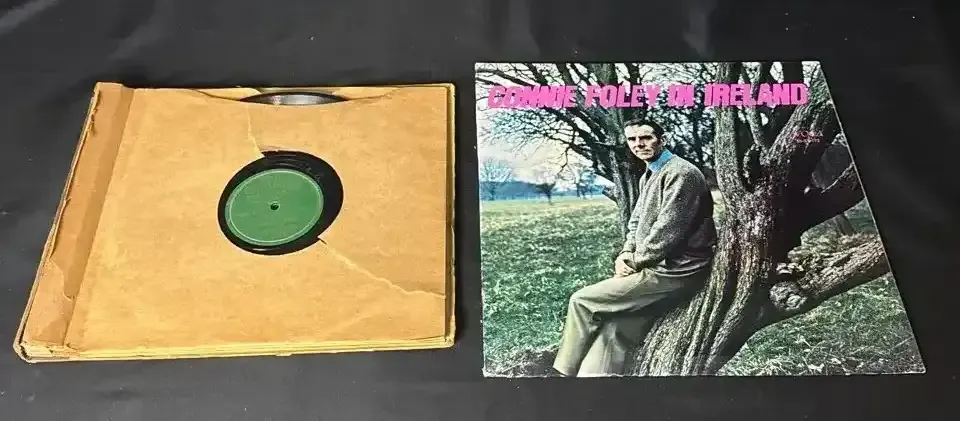 CONNIE FOLEY IN IRELAND